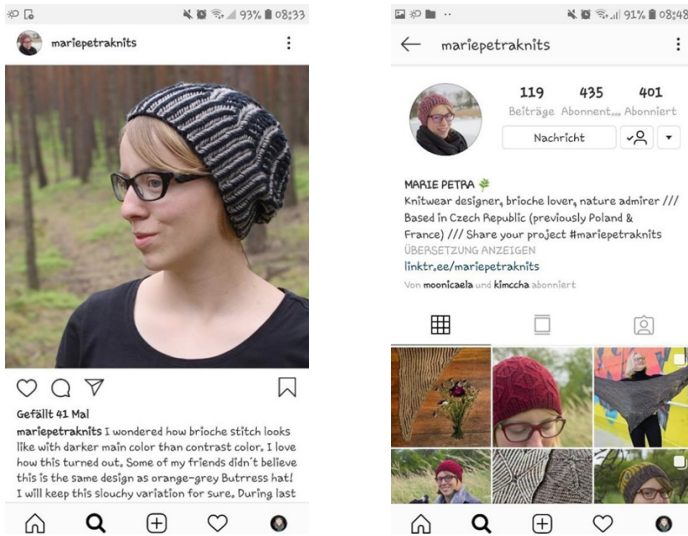 93% 08:33
mariepetraknits
Gefällt 41 Mal
mariepetraknits I wondered how brioche stitch looks
like with darker main color than contrast color. I love
how this turned out. Some of my friends didn't believe
this is the same design as orange-grey Butrress hat!
I will keep this slouchy variation for sure. During last
91% 08:48
mariepetraknits
119 435 401
Beiträge Abonnent... Abonniert
Nachricht
MARIE PETRA
Knitwear designer, brioche lover, nature admirer ///
Based in Czech Republic (previously Poland &
France) /// Share your project #mariepetraknits
ÜBERSETZUNG ANZEIGEN
linktr.ee/mariepetraknits
Von moonicaela und kimccha abonniert